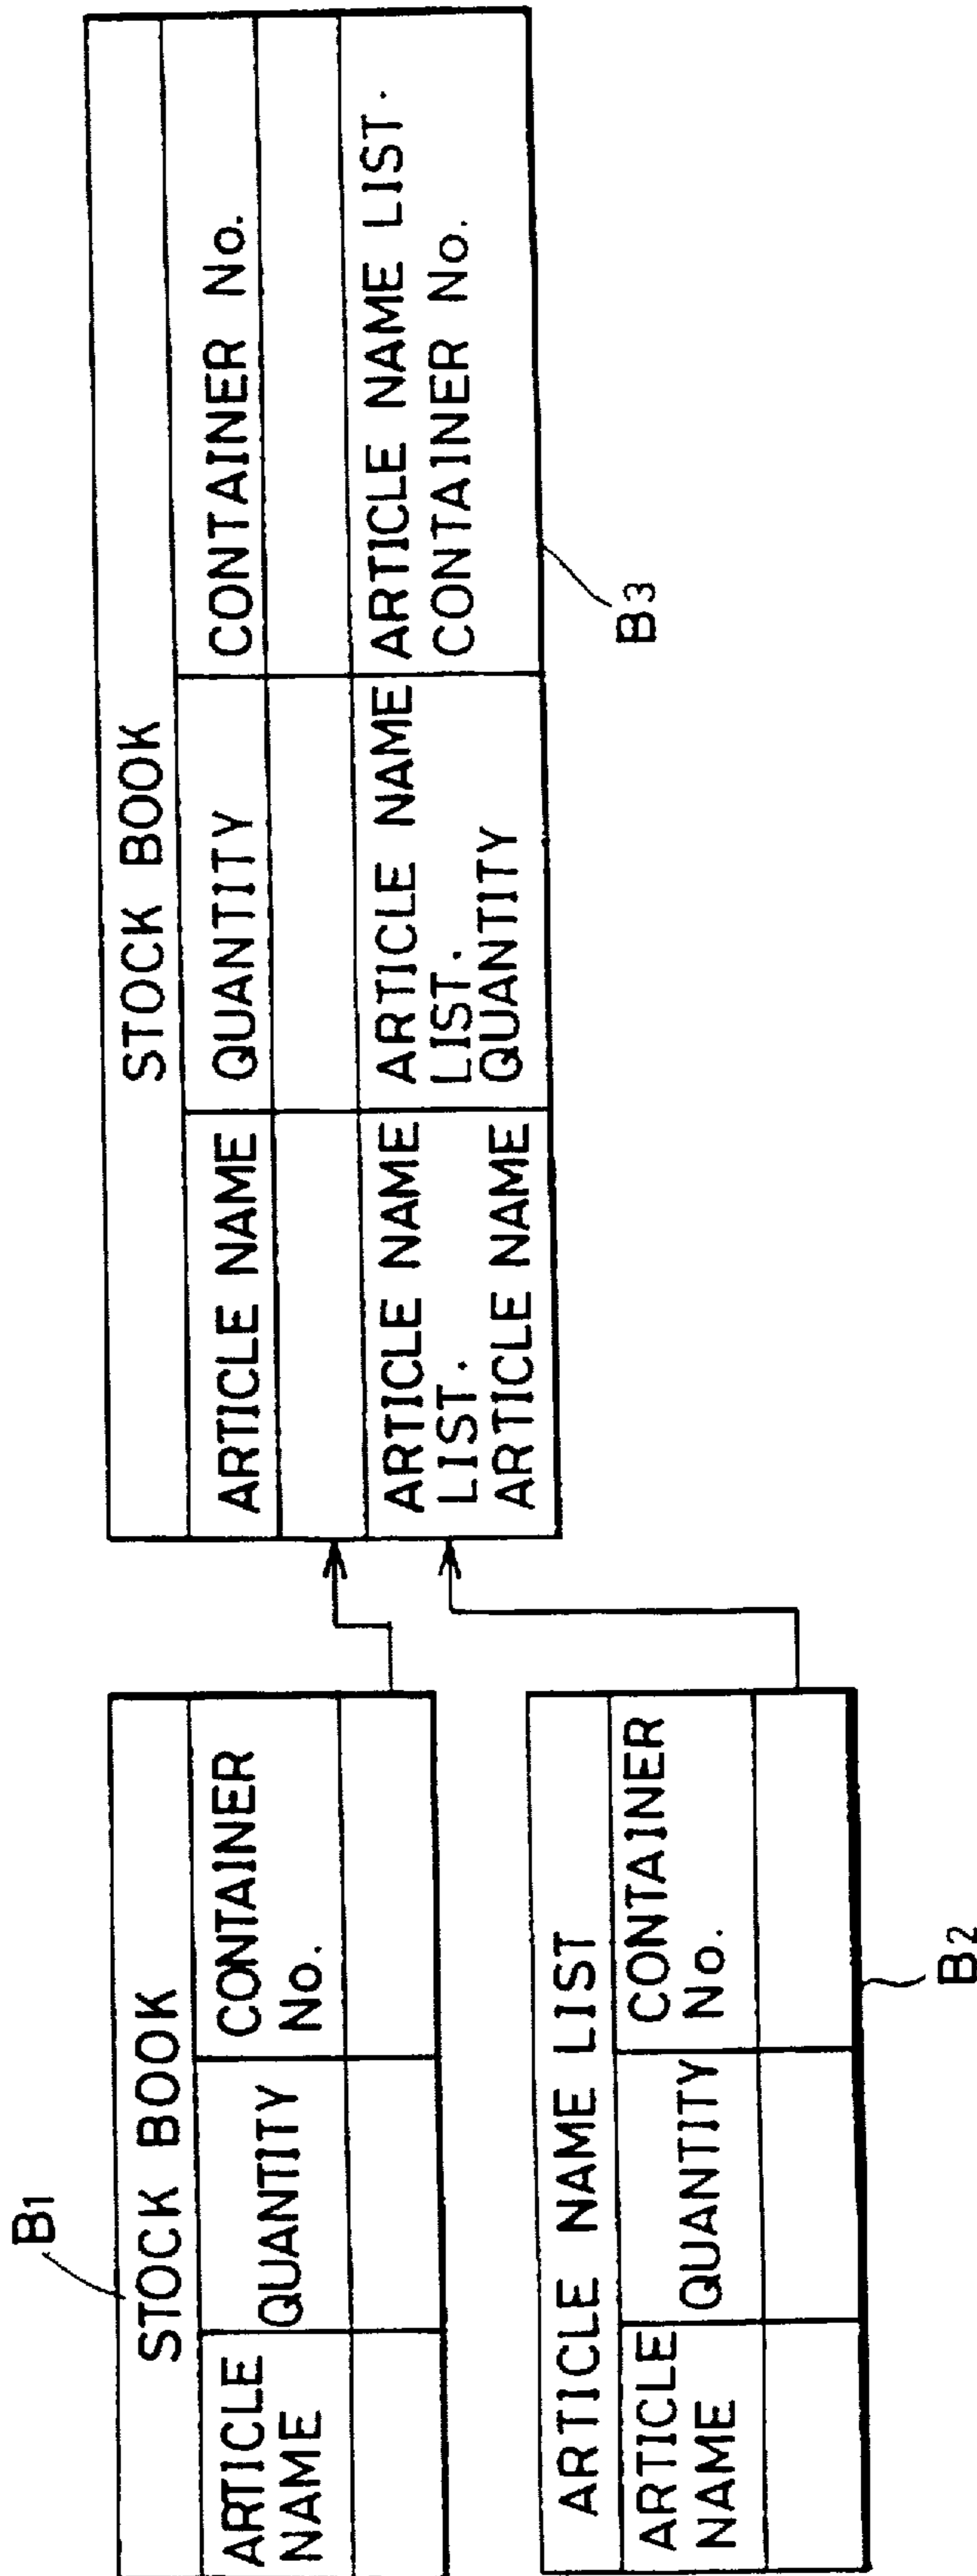 B1
STOCK BOOK
ARTICLE
NAME
QUANTITY
CONTAINER
No.
ARTICLE NAME LIST
ARTICLE
NAME
QUANTITY
CONTAINER
No.
B2
STOCK BOOK
ARTICLE NAME
QUANTITY
CONTAINER No.
ARTICLE NAME
LIST.
ARTICLE NAME
ARTICLE NAME
LIST.
QUANTITY
ARTICLE NAME LIST.
CONTAINER No.
B3